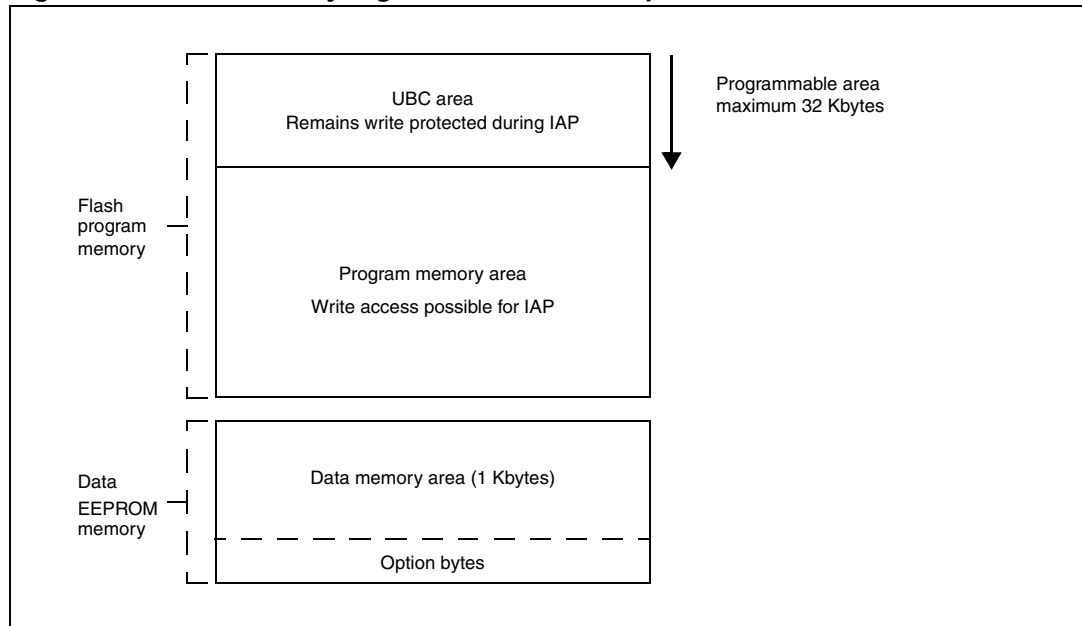 UBC area
Remains write protected during IAP
Programmable area
maximum 32 Kbytes
Flash
program
memory
Program memory area
Write access possible for IAP
Data
EEPROM
memory
Data memory area (1 Kbytes)
Option bytes